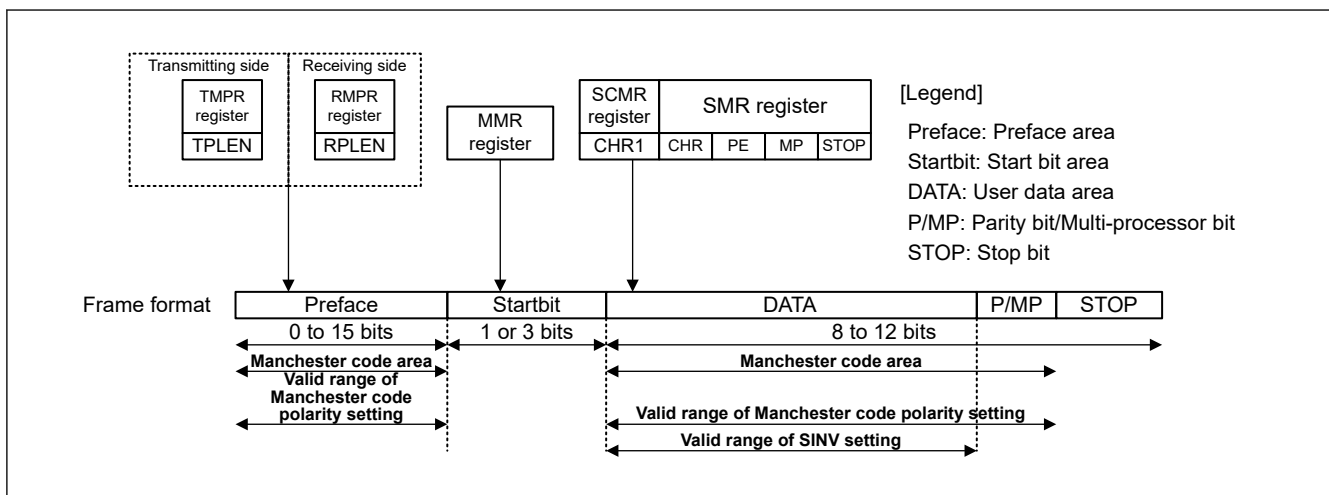 Transmitting side
Receiving side
TMPR
register
TPLEN
RMPR
register
RPLEN
MMR
register
SCMR
register
CHR1
SMR register
CHR
PE
MP
STOP
[Legend]
Preface: Preface area
Startbit: Start bit area
DATA: User data area
P/MP: Parity bit/Multi-processor bit
STOP: Stop bit
Frame format
Preface
Startbit
DATA
P/MP
STOP
0 to 15 bits
1 or 3 bits
8 to 12 bits
Manchester code area
Valid range of
Manchester code
polarity setting
Manchester code area
Valid range of Manchester code polarity setting
Valid range of SINV setting